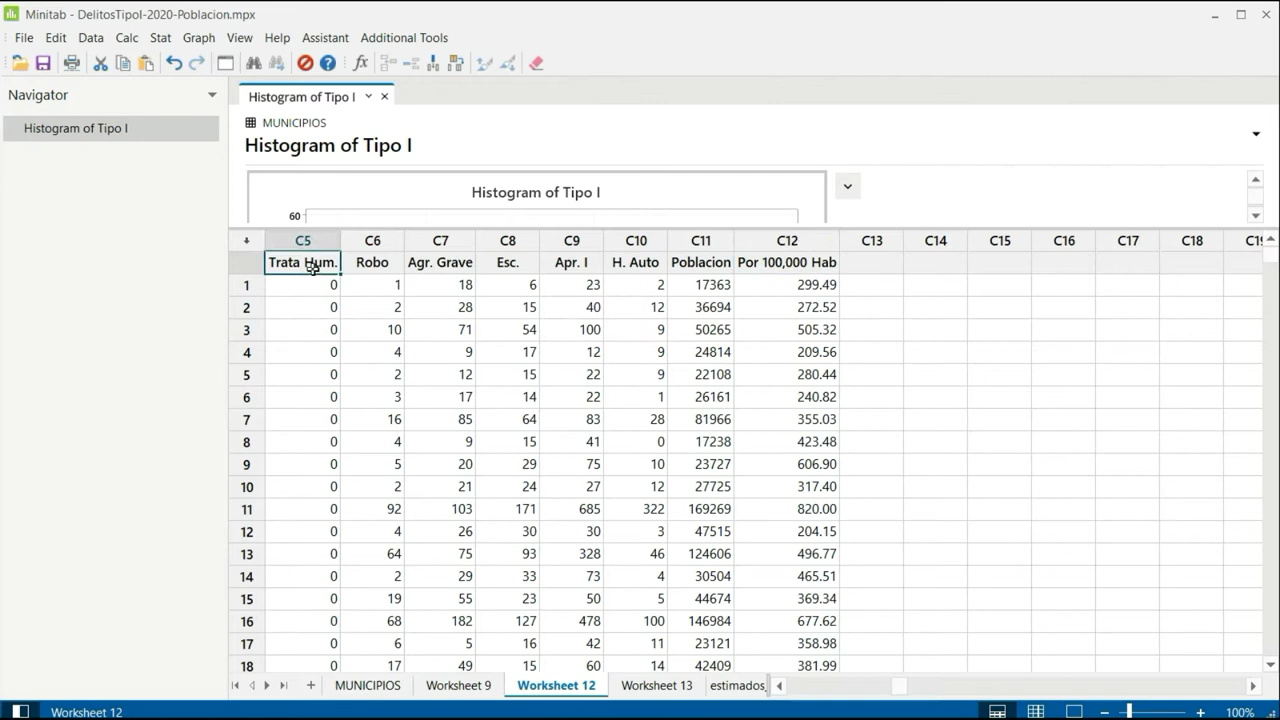 Minitab - DelitosTipoI-2020-Poblacion.mpx
File Edit Data Calc Stat Graph View Help Assistant Additional Tools
Navigator
Histogram of Tipo I
Histogram of Tipo I
MUNICIPIOS
Histogram of Tipo I
Histogram of Tipo I
60
C5 C6 C7 C8 C9 C10 C11 C12 C13 C14 C15 C16 C17 C18 C19
Trata Hum. Robo Agr. Grave Esc. Apr. I H. Auto Poblacion Por 100,000 Hab
1 0 1 18 6 23 2 17363 299.49
2 0 2 28 15 40 12 36694 272.52
3 0 10 71 54 100 9 50265 505.32
4 0 4 9 17 12 9 24814 209.56
5 0 2 12 15 22 9 22108 280.44
6 0 3 17 14 22 1 26161 240.82
7 0 16 85 64 83 28 81966 355.03
8 0 4 9 15 41 0 17238 423.48
9 0 5 20 29 75 10 23727 606.90
10 0 2 21 24 27 12 27725 317.40
11 0 92 103 171 685 322 169269 820.00
12 0 4 26 30 30 3 47515 204.15
13 0 64 75 93 328 46 124606 496.77
14 0 2 29 33 73 4 30504 465.51
15 0 19 55 23 50 5 44674 369.34
16 0 68 182 127 478 100 146984 677.62
17 0 6 5 16 42 11 23121 358.98
18 0 17 49 15 60 14 42409 381.99
MUNICIPIOS Worksheet 9 Worksheet 12 Worksheet 13 estimados_
Worksheet 12 100%